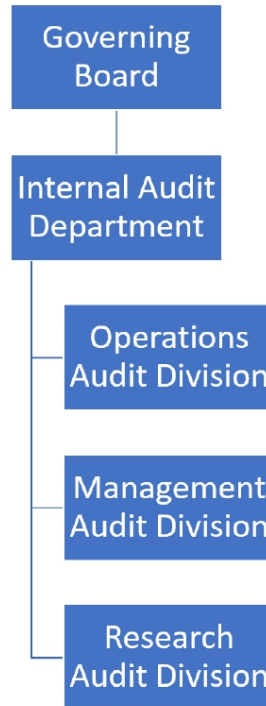 Governing
Board
Internal Audit
Department
Operations
Audit Division
Management
Audit Division
Research
Audit Division